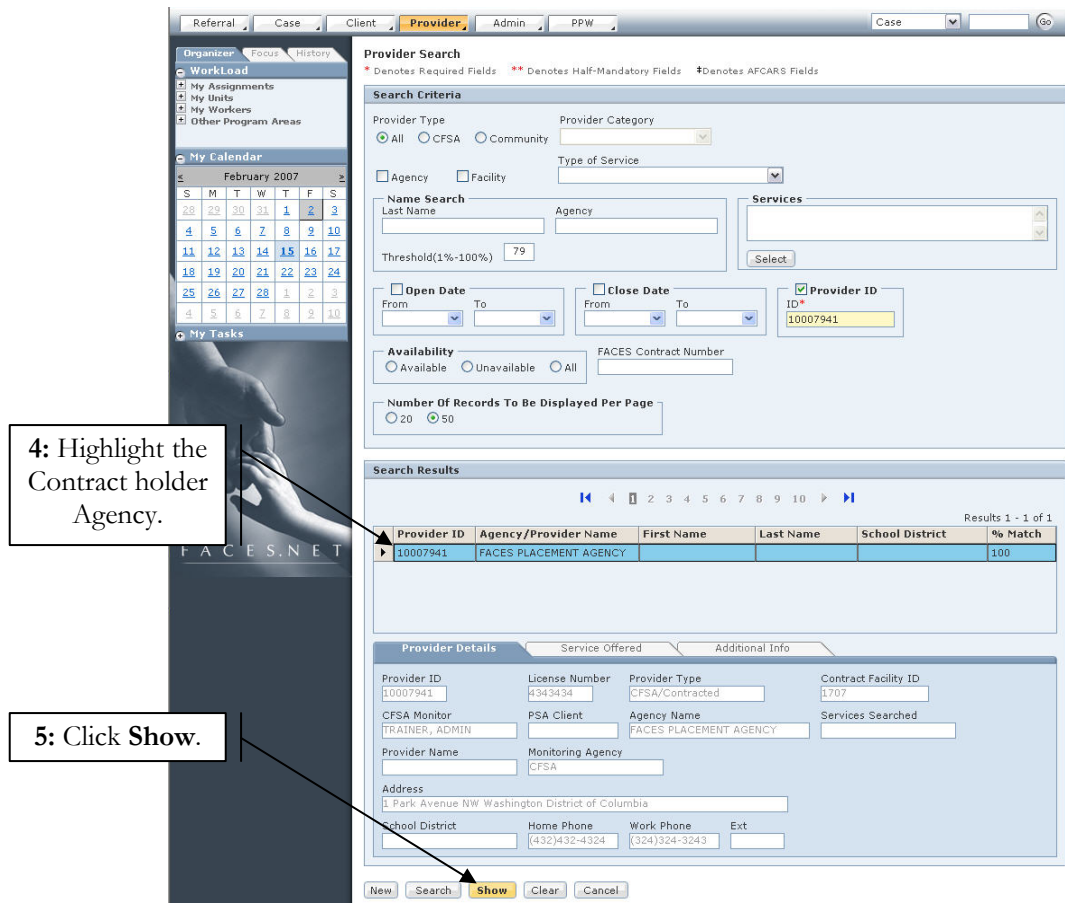 Referral Case Client Provider Admin PPW Case Go
Organizer Focus History
WorkLoad
My Assignments
My Units
My Workers
Other Program Areas
My Calendar
< February 2007 >
S M T W T F S
28 29 30 31 1 2 3
4 5 6 7 8 9 10
11 12 13 14 15 16 17
18 19 20 21 22 23 24
25 26 27 28 1 2 3
4 5 6 7 8 9 10
My Tasks
FACES.NET
Provider Search
* Denotes Required Fields ** Denotes Half-Mandatory Fields ‡Denotes AFCARS Fields
Search Criteria
Provider Type Provider Category
All CFSA Community
Type of Service
Agency Facility
Name Search Services
Last Name Agency
Threshold(1%-100%) 79
Select
Open Date Close Date Provider ID
From To From To ID*
10007941
Availability FACES Contract Number
Available Unavailable All
Number Of Records To Be Displayed Per Page
20 50
4: Highlight the
Contract holder
Agency.
Search Results
1 2 3 4 5 6 7 8 9 10
Results 1 - 1 of 1
Provider ID Agency/Provider Name First Name Last Name School District % Match
10007941 FACES PLACEMENT AGENCY 100
Provider Details Service Offered Additional Info
Provider ID License Number Provider Type Contract Facility ID
10007941 4343434 CFSA/Contracted 1707
CFSA Monitor PSA Client Agency Name Services Searched
TRAINER, ADMIN FACES PLACEMENT AGENCY
5: Click Show.
Provider Name Monitoring Agency
CFSA
Address
1 Park Avenue NW Washington District of Columbia
School District Home Phone Work Phone Ext
(432)432-4324 (324)324-3243
New Search Show Clear Cancel